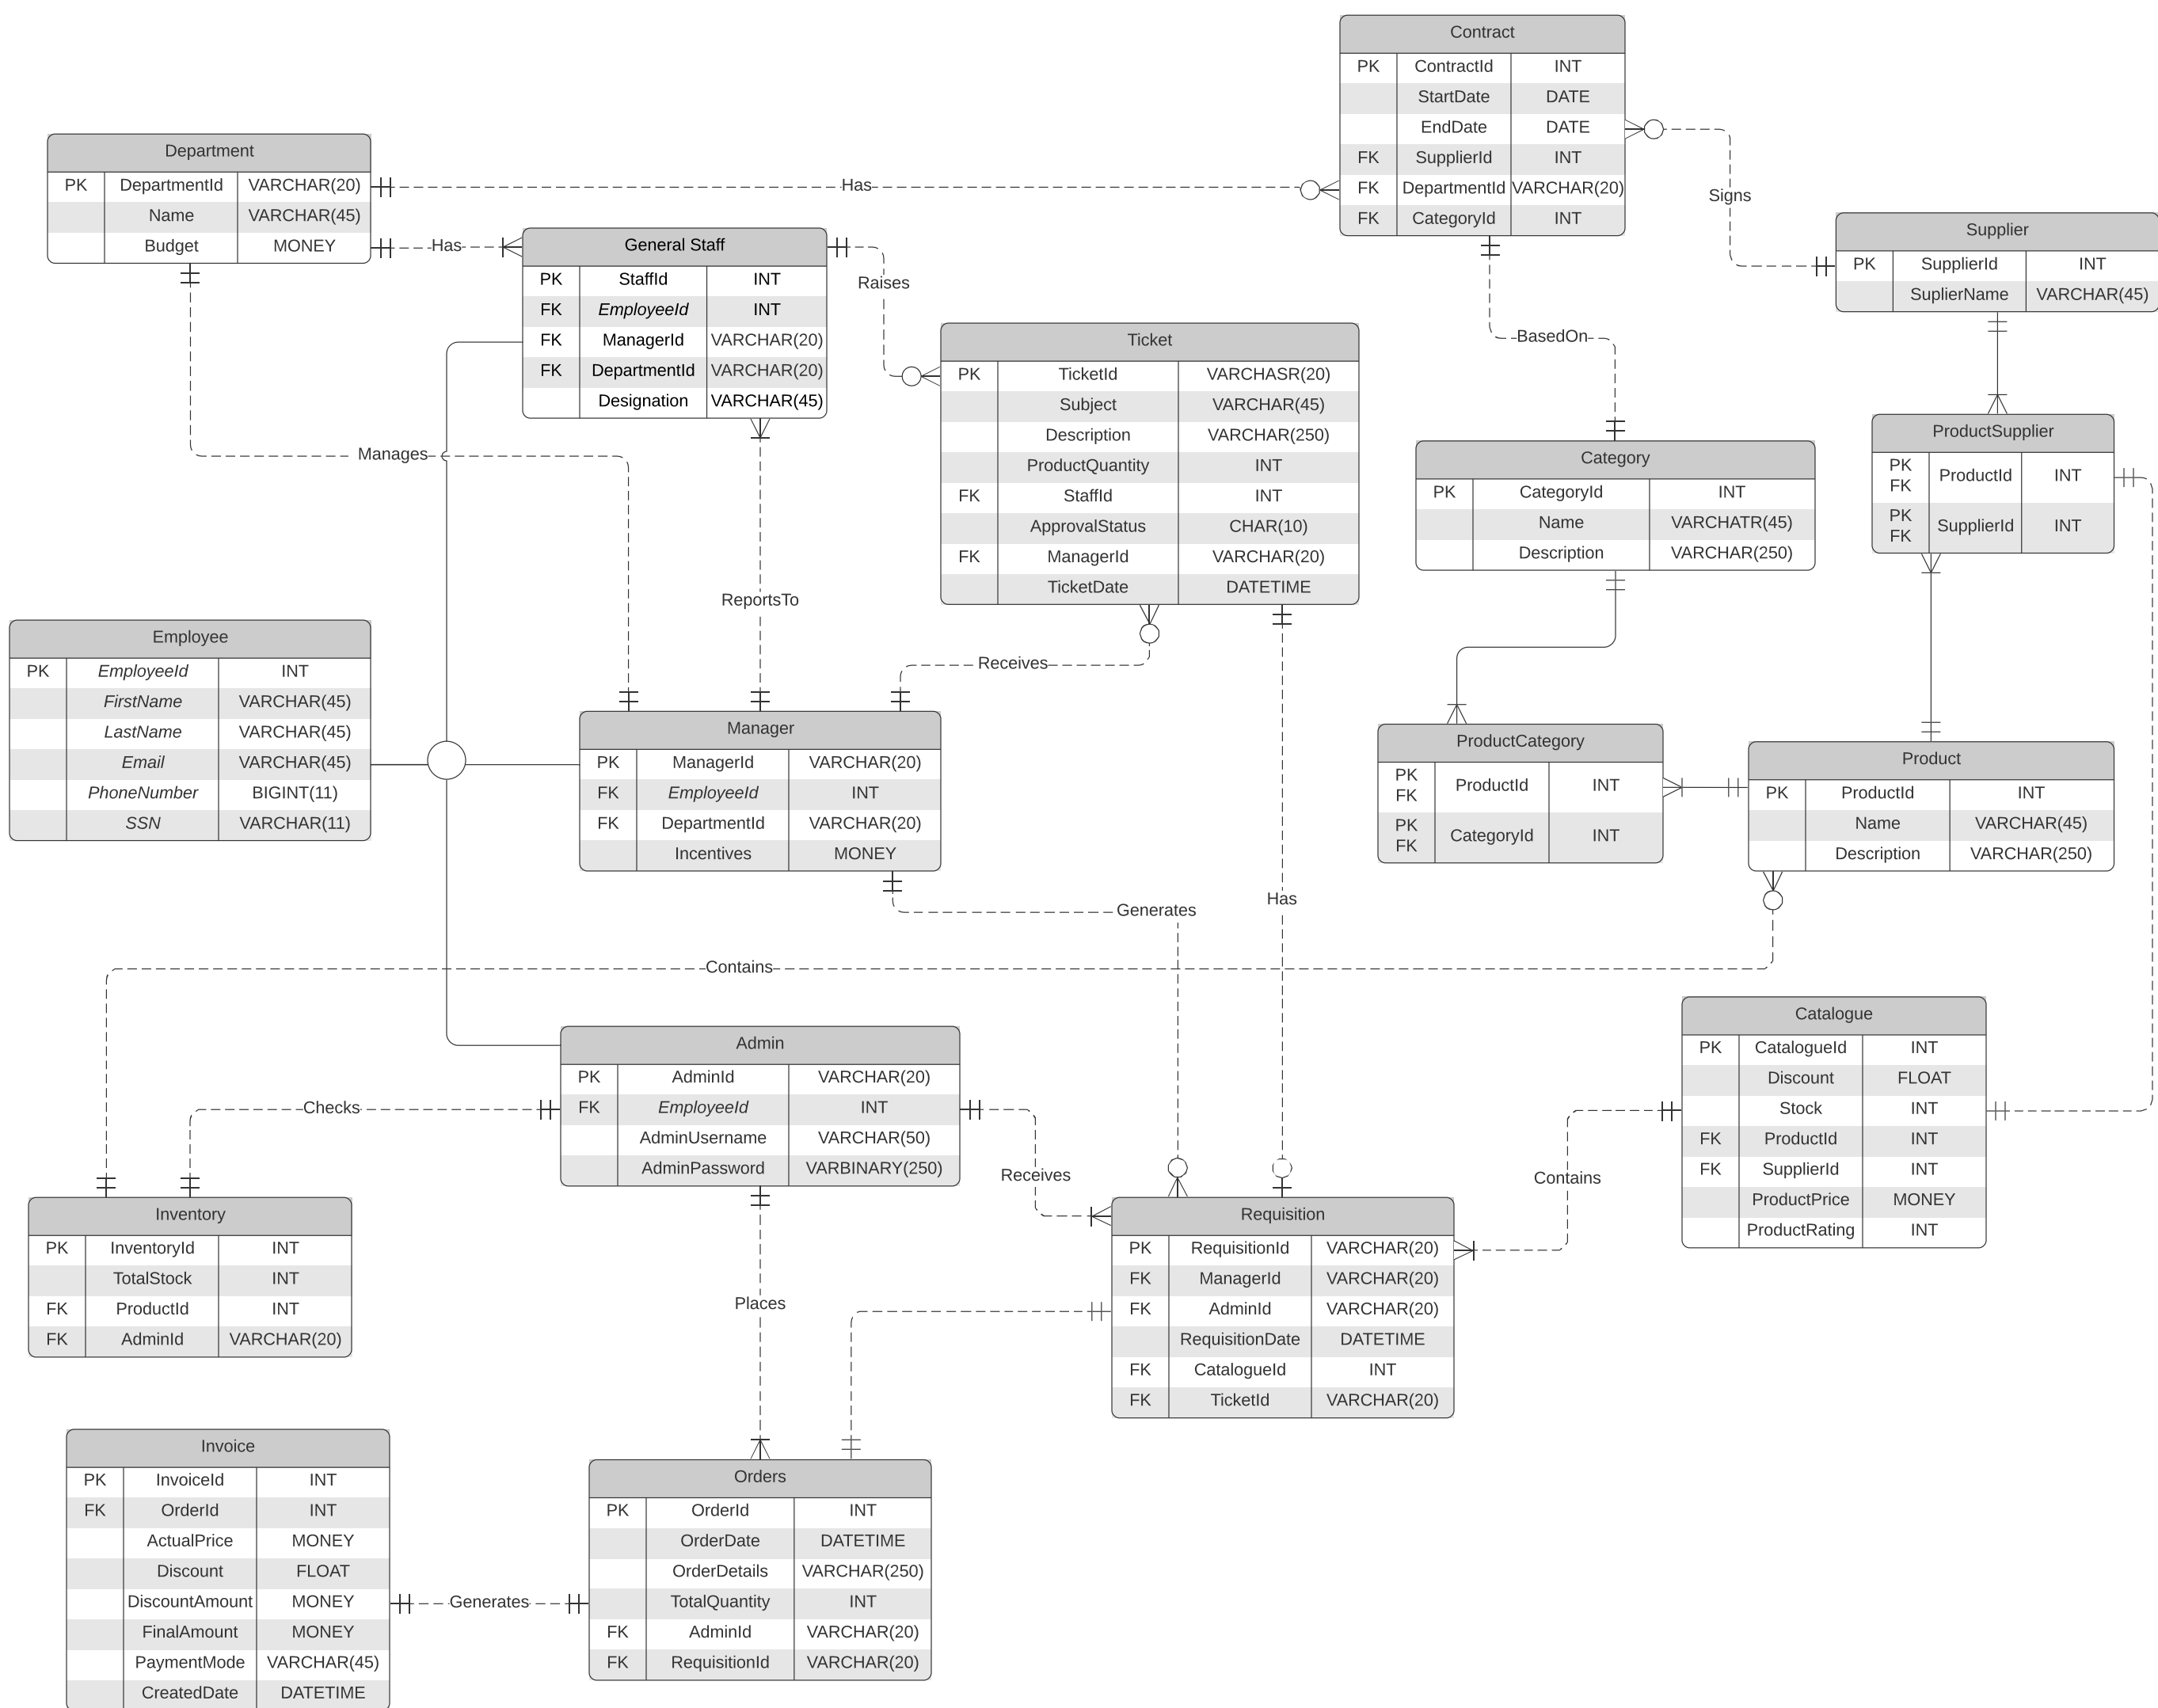 Contract
PK ContractId INT
StartDate DATE
EndDate DATE
FK SupplierId INT
FK DepartmentId VARCHAR(20)
FK CategoryId INT
Department
PK DepartmentId VARCHAR(20)
Name VARCHAR(45)
Budget MONEY
Has
Has
Signs
General Staff
PK StaffId INT
FK EmployeeId INT
FK ManagerId VARCHAR(20)
FK DepartmentId VARCHAR(20)
Designation VARCHAR(45)
Raises
Supplier
PK SupplierId INT
SuplierName VARCHAR(45)
BasedOn
Ticket
PK TicketId VARCHASR(20)
Subject VARCHAR(45)
Description VARCHAR(250)
ProductQuantity INT
FK StaffId INT
ApprovalStatus CHAR(10)
FK ManagerId VARCHAR(20)
TicketDate DATETIME
ProductSupplier
PK FK ProductId INT
PK FK SupplierId INT
Category
PK CategoryId INT
Name VARCHATR(45)
Description VARCHAR(250)
Manages
ReportsTo
Receives
Employee
PK EmployeeId INT
FirstName VARCHAR(45)
LastName VARCHAR(45)
Email VARCHAR(45)
PhoneNumber BIGINT(11)
SSN VARCHAR(11)
Manager
PK ManagerId VARCHAR(20)
FK EmployeeId INT
FK DepartmentId VARCHAR(20)
Incentives MONEY
ProductCategory
PK FK ProductId INT
PK FK CategoryId INT
Product
PK ProductId INT
Name VARCHAR(45)
Description VARCHAR(250)
Generates
Has
Contains
Admin
PK AdminId VARCHAR(20)
FK EmployeeId INT
AdminUsername VARCHAR(50)
AdminPassword VARBINARY(250)
Catalogue
PK CatalogueId INT
Discount FLOAT
Stock INT
FK ProductId INT
FK SupplierId INT
ProductPrice MONEY
ProductRating INT
Checks
Receives
Contains
Inventory
PK InventoryId INT
TotalStock INT
FK ProductId INT
FK AdminId VARCHAR(20)
Requisition
PK RequisitionId VARCHAR(20)
FK ManagerId VARCHAR(20)
FK AdminId VARCHAR(20)
RequisitionDate DATETIME
FK CatalogueId INT
FK TicketId VARCHAR(20)
Places
Invoice
PK InvoiceId INT
FK OrderId INT
ActualPrice MONEY
Discount FLOAT
DiscountAmount MONEY
FinalAmount MONEY
PaymentMode VARCHAR(45)
CreatedDate DATETIME
Generates
Orders
PK OrderId INT
OrderDate DATETIME
OrderDetails VARCHAR(250)
TotalQuantity INT
FK AdminId VARCHAR(20)
FK RequisitionId VARCHAR(20)